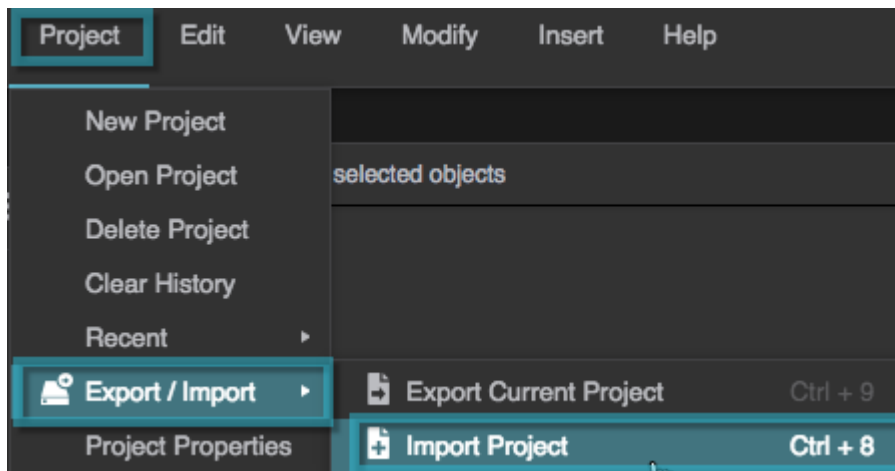 Project Edit View Modify Insert Help
New Project
Open Project
selected objects
Delete Project
Clear History
Recent
Export / Import
Export Current Project Ctrl + 9
Project Properties
Import Project Ctrl + 8